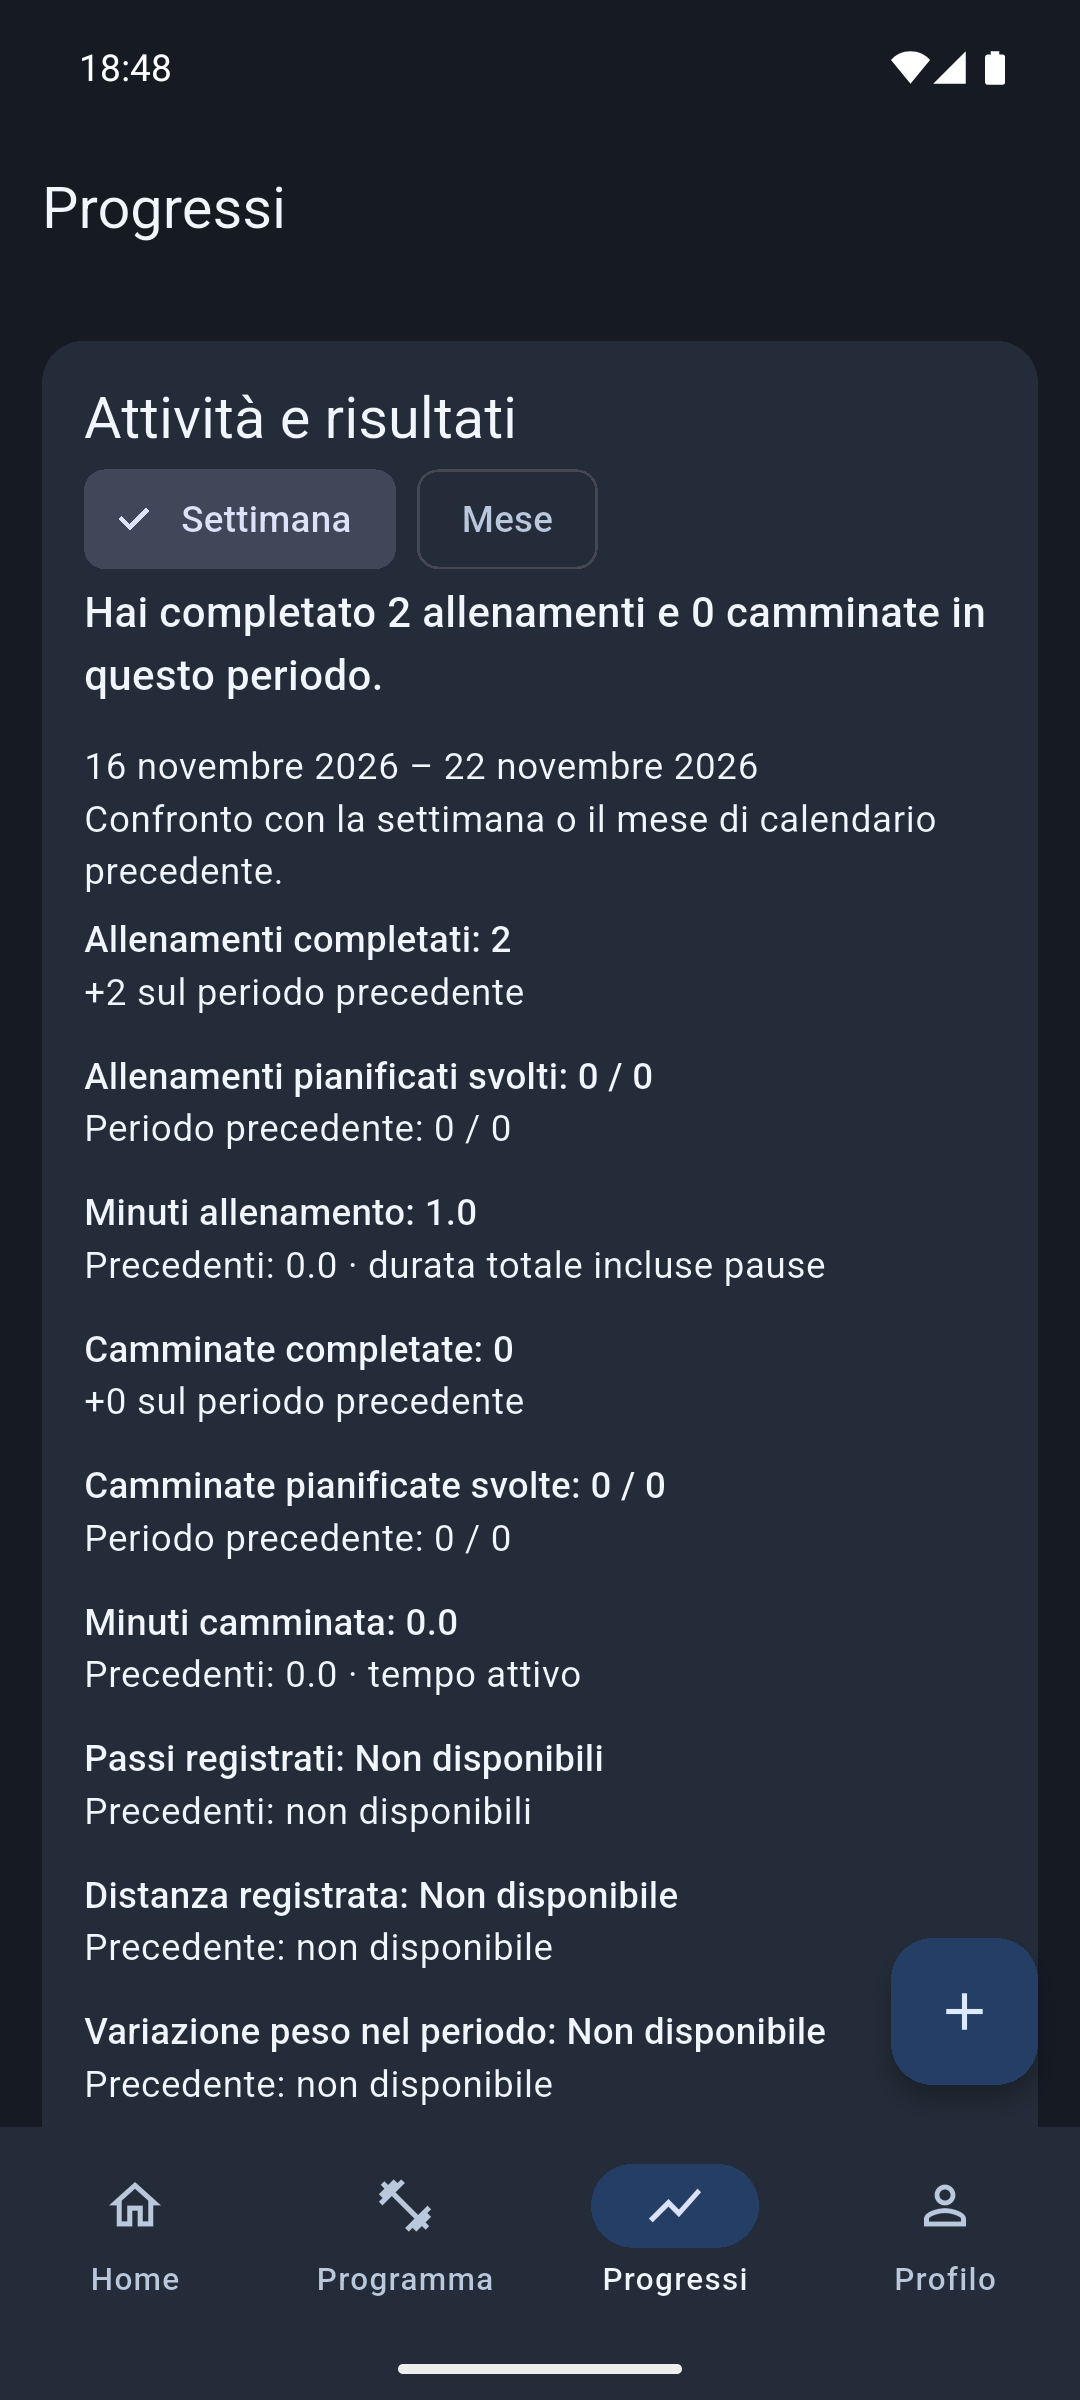 18:48
Progressi
Attività e risultati
Settimana
Mese
Hai completato 2 allenamenti e 0 camminate in
questo periodo.
16 novembre 2026 – 22 novembre 2026
Confronto con la settimana o il mese di calendario
precedente.
Allenamenti completati: 2
+2 sul periodo precedente
Allenamenti pianificati svolti: 0 / 0
Periodo precedente: 0 / 0
Minuti allenamento: 1.0
Precedenti: 0.0 · durata totale incluse pause
Camminate completate: 0
+0 sul periodo precedente
Camminate pianificate svolte: 0 / 0
Periodo precedente: 0 / 0
Minuti camminata: 0.0
Precedenti: 0.0 · tempo attivo
Passi registrati: Non disponibili
Precedenti: non disponibili
Distanza registrata: Non disponibile
Precedente: non disponibile
Variazione peso nel periodo: Non disponibile
Precedente: non disponibile
Home
Programma
Progressi
Profilo